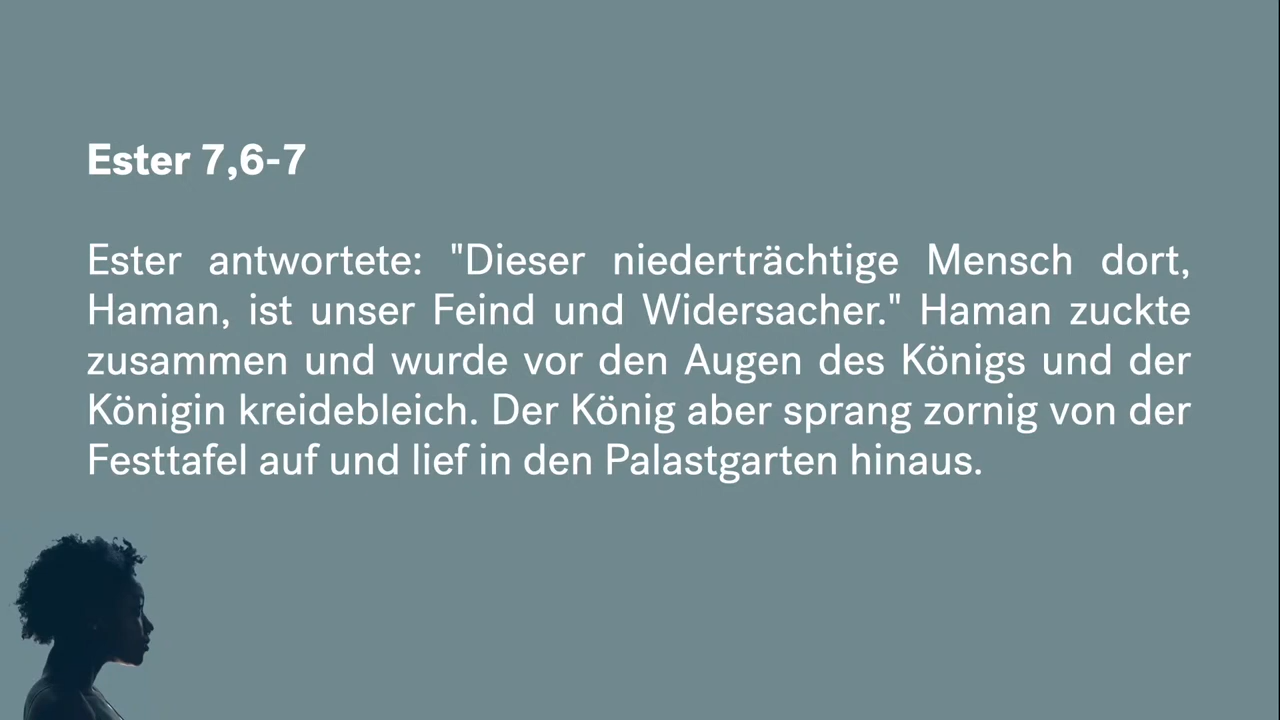 Ester 7,6-7
Ester antwortete: "Dieser niederträchtige Mensch dort,
Haman, ist unser Feind und Widersacher." Haman zuckte
zusammen und wurde vor den Augen des Königs und der
Königin kreidebleich. Der König aber sprang zornig von der
Festtafel auf und lief in den Palastgarten hinaus.